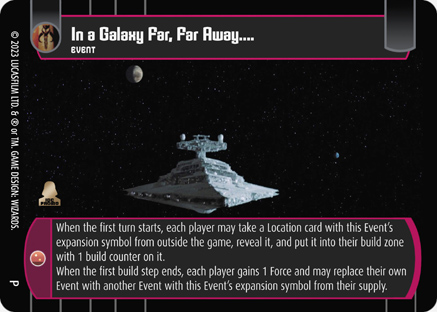 In a Galaxy Far, Far Away....
EVENT
© 2023 LUCASFILM LTD. & ® or TM. GAME DESIGN: WIZARDS.
When the first turn starts, each player may take a Location card with this Event's
expansion symbol from outside the game, reveal it, and put it into their build zone
with 1 build counter on it.
When the first build step ends, each player gains 1 Force and may replace their own
Event with another Event with this Event's expansion symbol from their supply.
P